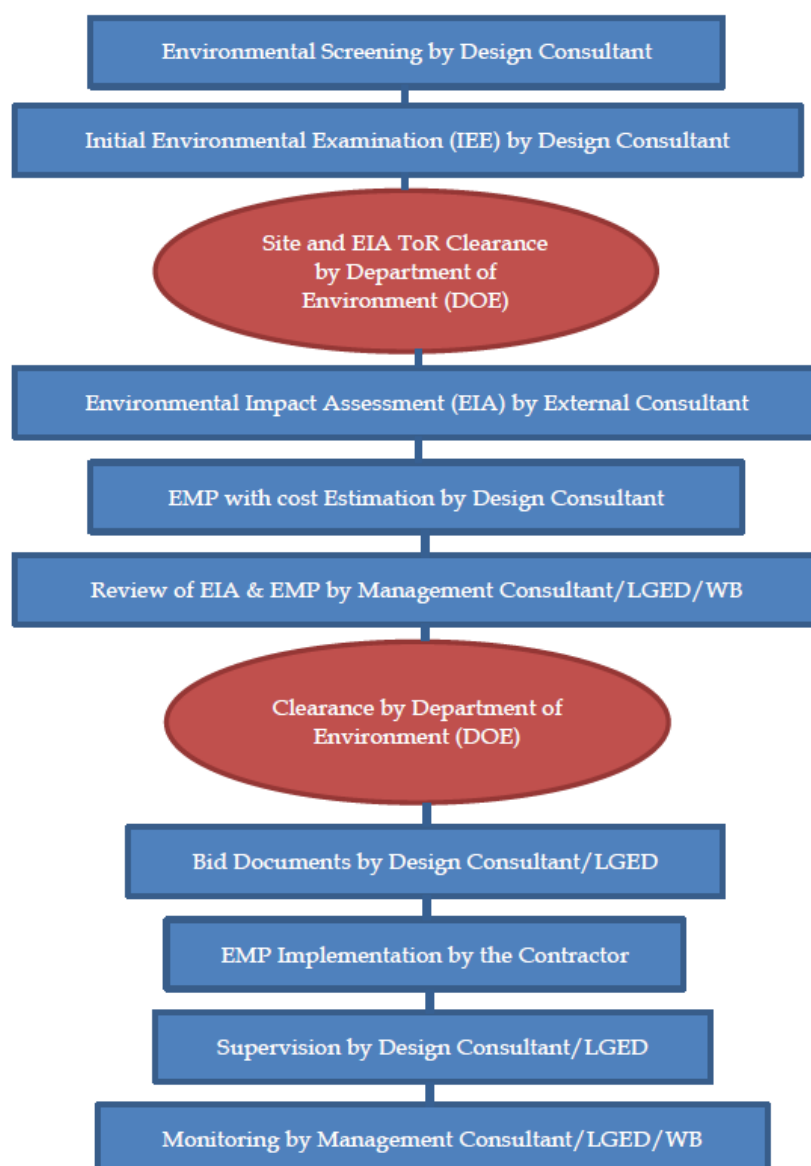 Environmental Screening by Design Consultant
Initial Environmental Examination (IEE) by Design Consultant
Site and EIA ToR Clearance
by Department of
Environment (DOE)
Environmental Impact Assessment (EIA) by External Consultant
EMP with cost Estimation by Design Consultant
Review of EIA & EMP by Management Consultant/LGED/WB
Clearance by Department of
Environment (DOE)
Bid Documents by Design Consultant/LGED
EMP Implementation by the Contractor
Supervision by Design Consultant/LGED
Monitoring by Management Consultant/LGED/WB